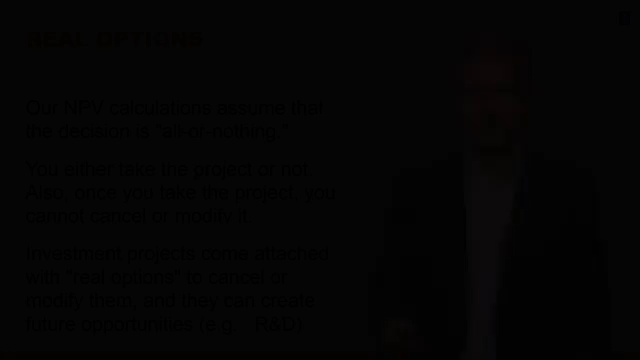 REAL OPTIONS
Our NPV calculations assume that
the decision is "all-or-nothing."
You either take the project or not.
Also, once you take the project, you
cannot cancel or modify it
Investment projects come attached
with "real options" to cancel or
modify them, and they can create
future opportunities (e.g., R&D)